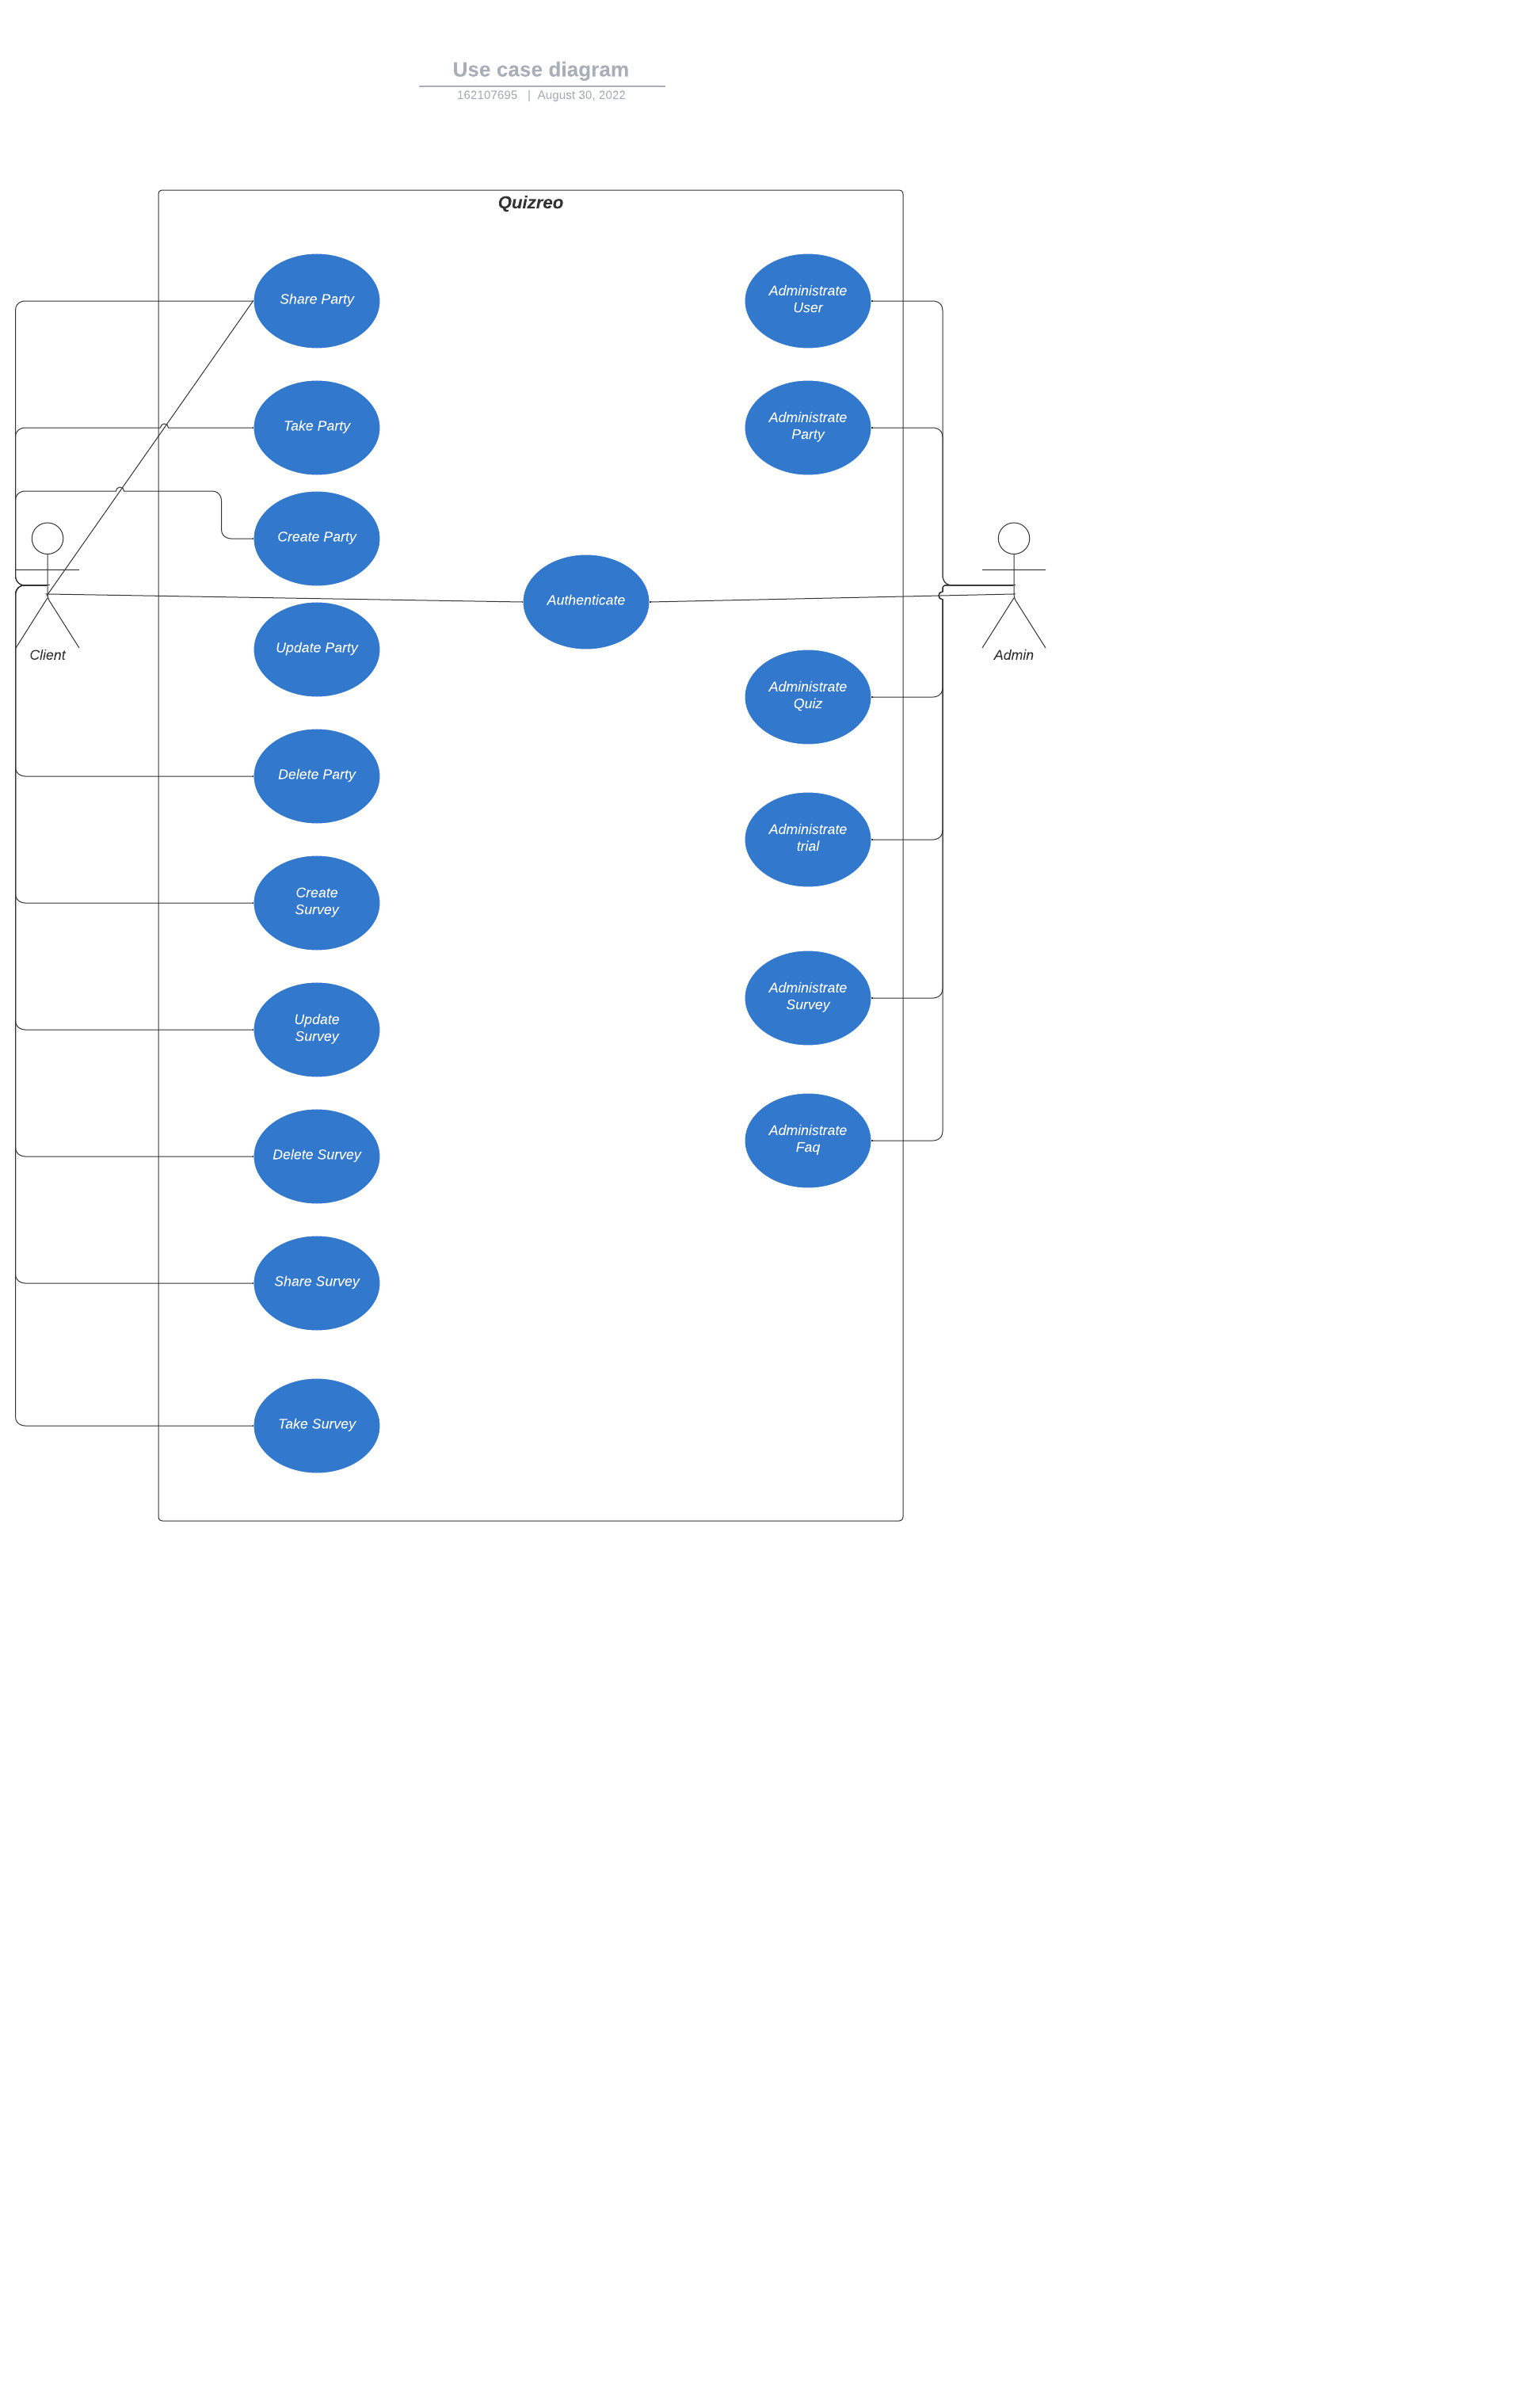 Use case diagram
162107695 | August 30, 2022
Quizreo
Share Party
Administrate
User
Take Party
Administrate
Party
Create Party
Authenticate
Update Party
Client
Admin
Administrate
Quiz
Delete Party
Administrate
trial
Create
Survey
Administrate
Survey
Update
Survey
Administrate
Faq
Delete Survey
Share Survey
Take Survey